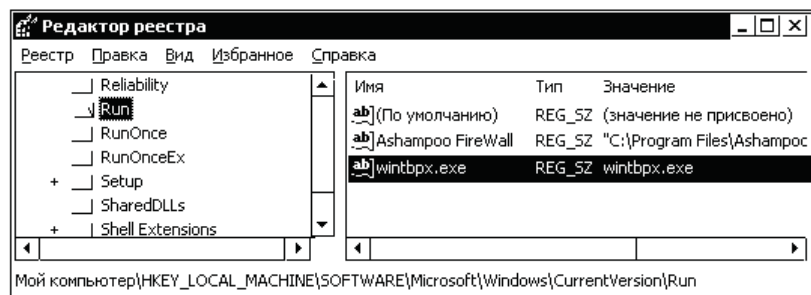 Редактор реестра
Реестр Правка Вид Избранное Справка
Reliability
Run
RunOnce
RunOnceEx
Setup
SharedDLLs
Shell Extensions
Имя Тип Значение
(По умолчанию) REG_SZ (значение не присвоено)
Ashampoo FireWall REG_SZ "C:\Program Files\Ashampoc
wintbpx.exe REG_SZ wintbpx.exe
Мой компьютер\HKEY_LOCAL_MACHINE\SOFTWARE\Microsoft\Windows\CurrentVersion\Run